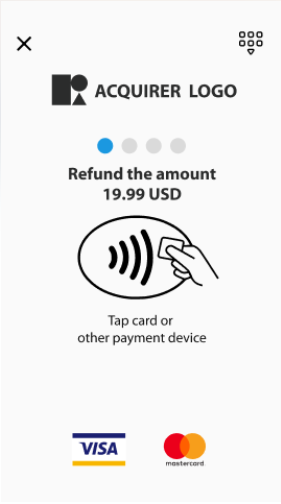 ACQUIRER LOGO
Refund the amount
19.99 USD
Tap card or
other payment device
VISA
mastercard